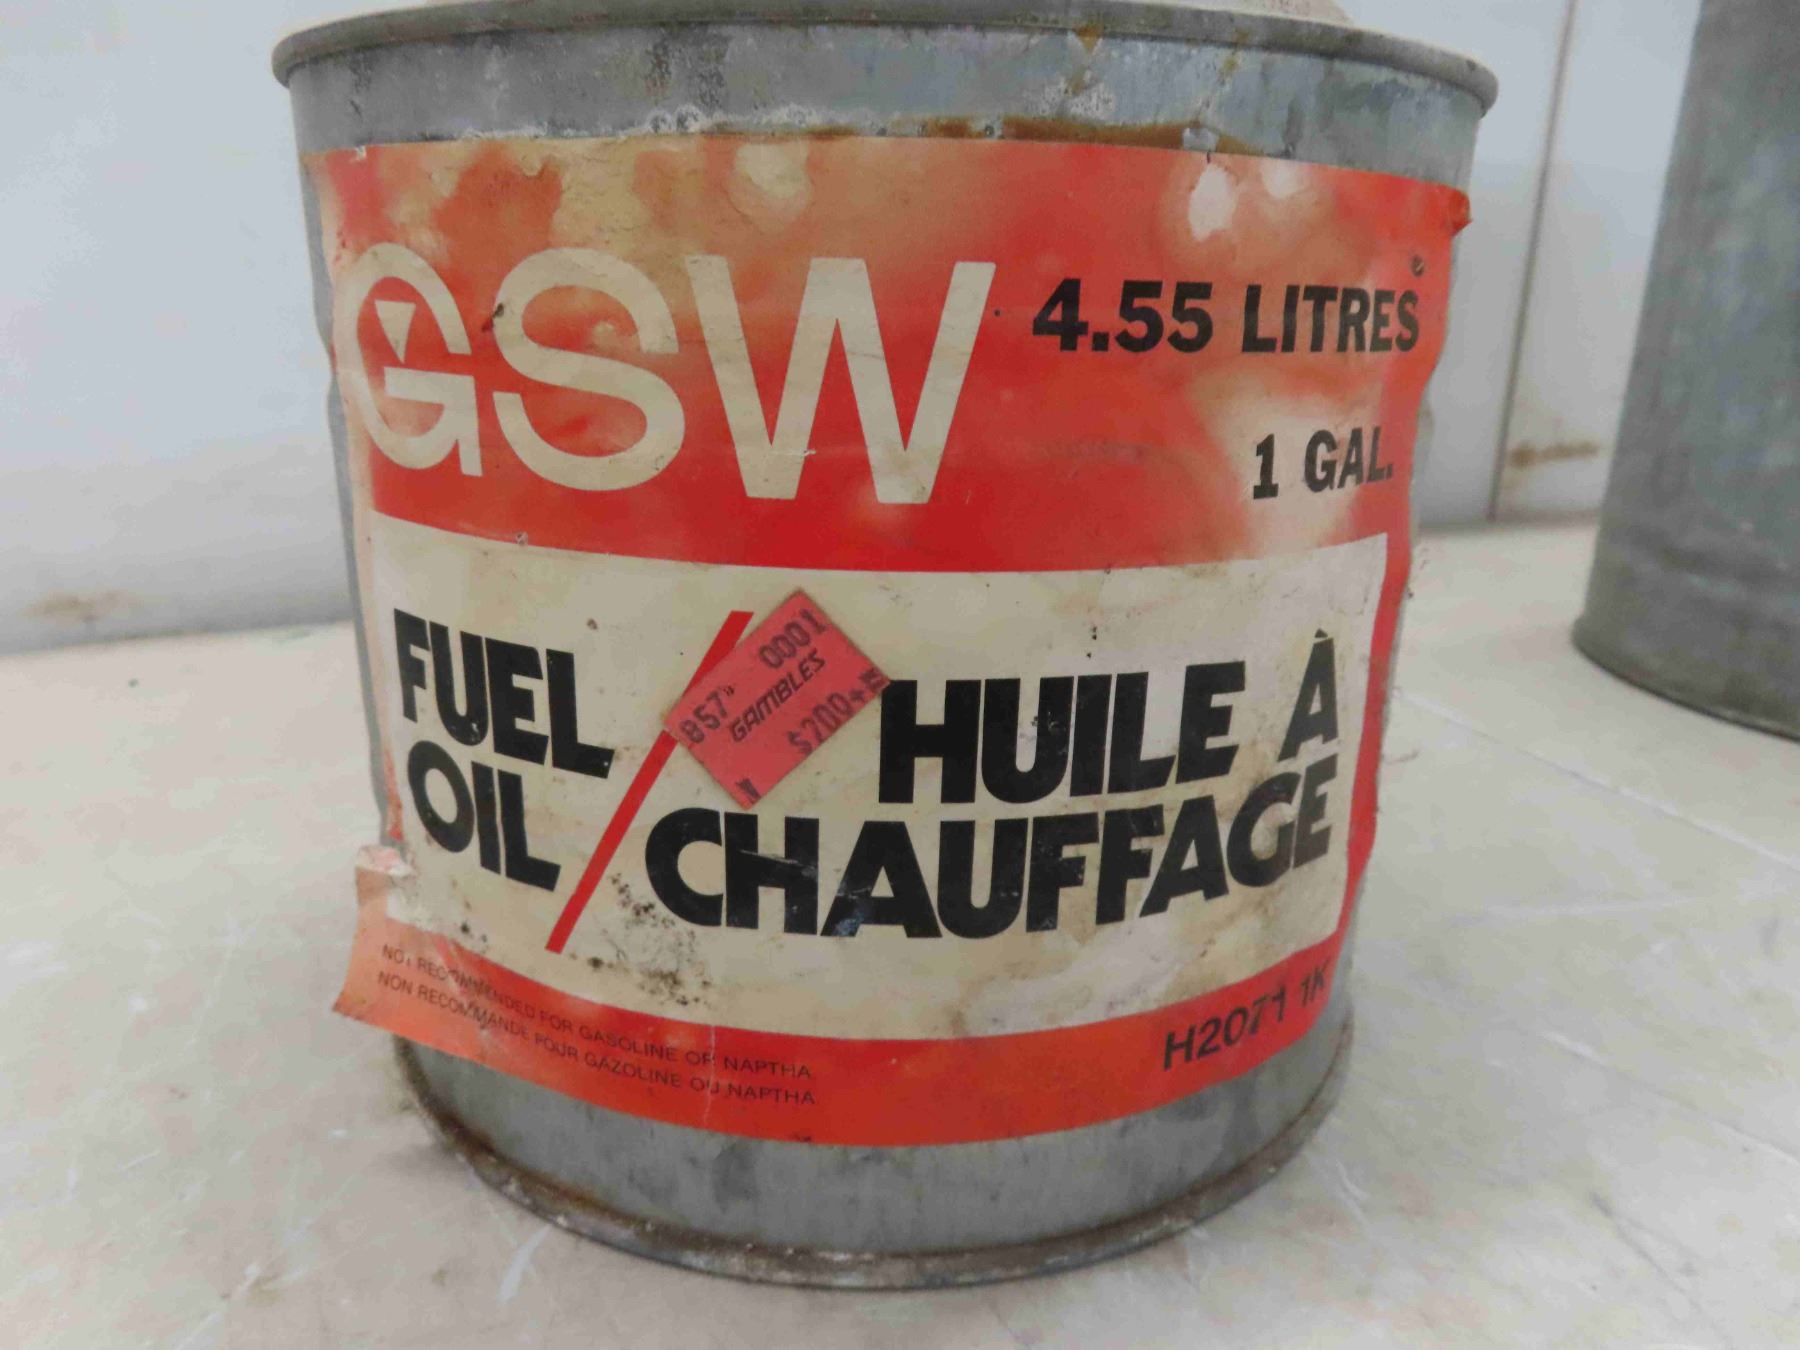 GSW
4.55 LITRES
1 GAL.
FUEL
OIL
HUILE À
CHAUFFAGE
0001
857
GAMBLES
NOT RECOMMENDED FOR GASOLINE OR NAPTHA
NON RECOMMANDE POUR GAZOLINE OU NAPTHA
H2071 1K